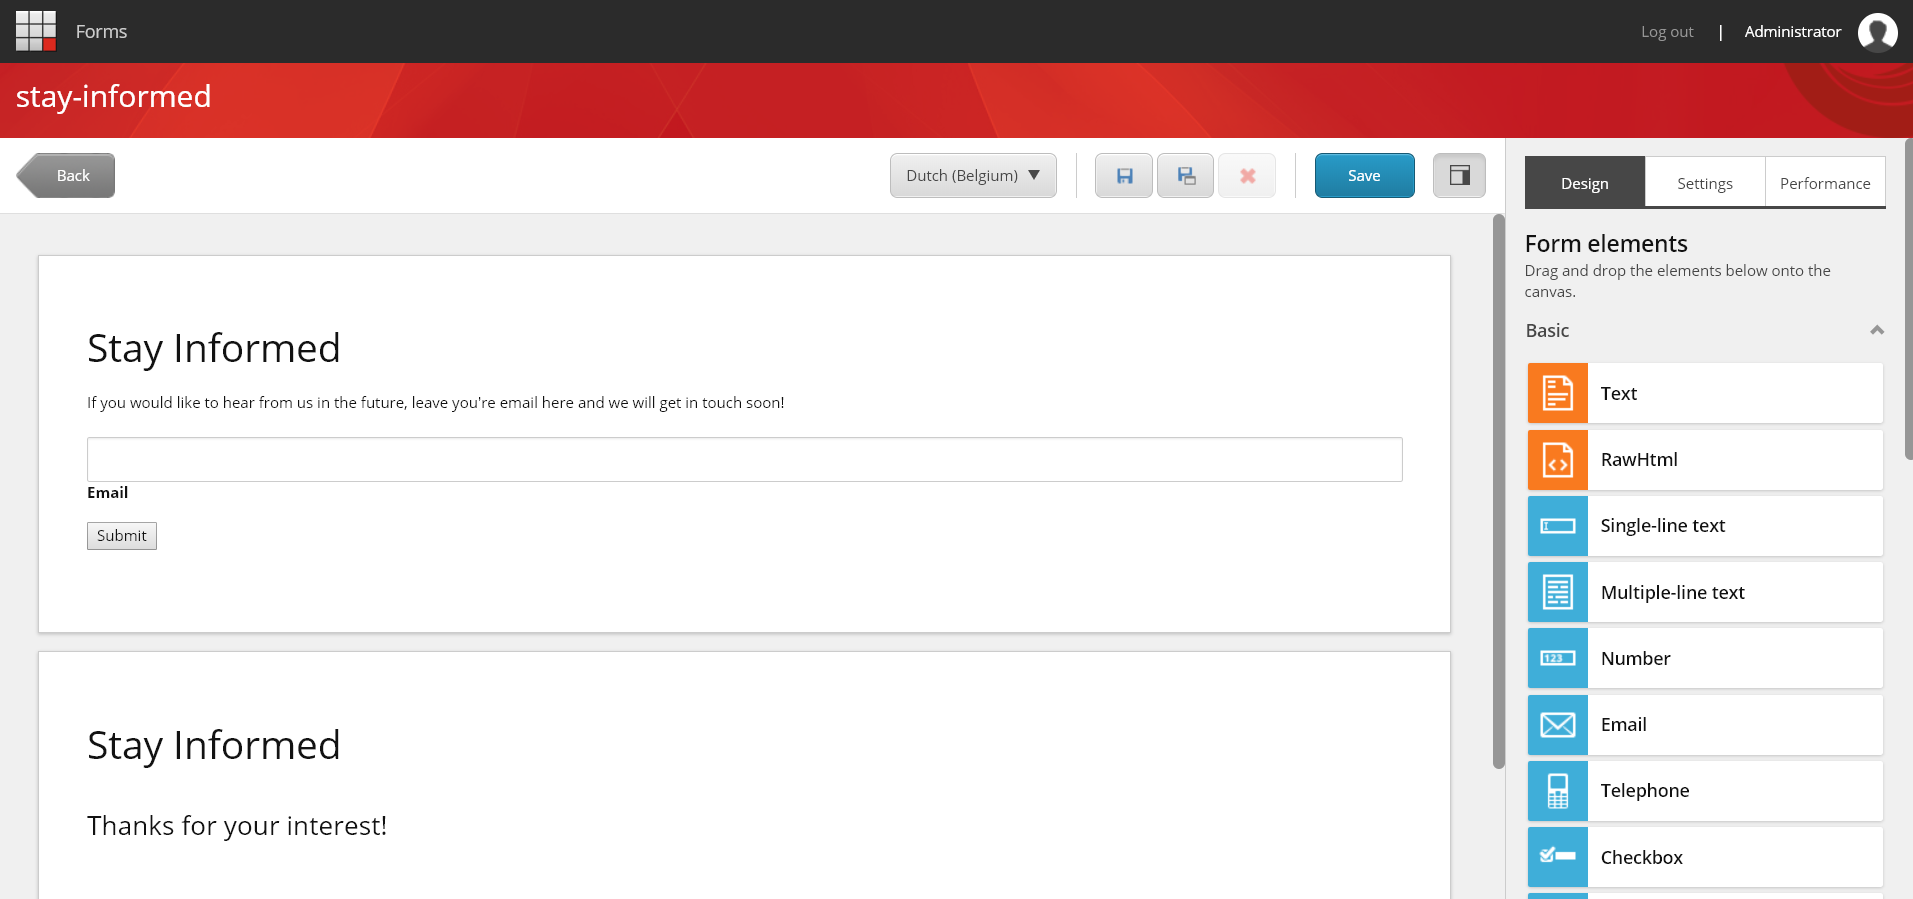 Forms
Log out | Administrator
stay-informed
Back
Dutch (Belgium)
Save
Design
Settings
Performance
Form elements
Drag and drop the elements below onto the
canvas.
Basic
Text
RawHtml
Single-line text
Multiple-line text
123
Number
Email
Telephone
Checkbox
Stay Informed
If you would like to hear from us in the future, leave you're email here and we will get in touch soon!
Email
Submit
Stay Informed
Thanks for your interest!